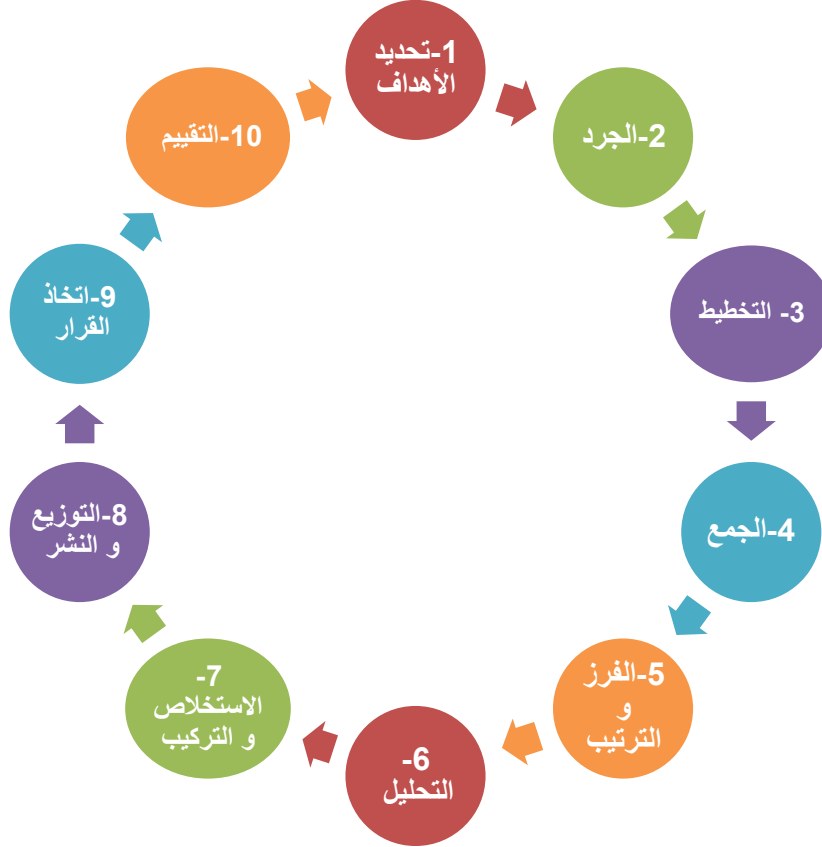 1-تحديد
الأهداف
2-الجرد
3- التخطيط
4-الجمع
5-الفرز
و
الترتيب
6-
التحليل
7-
الاستخلاص
و التركيب
8-التوزيع
و النشر
9-اتخاذ
القرار
10-التقييم